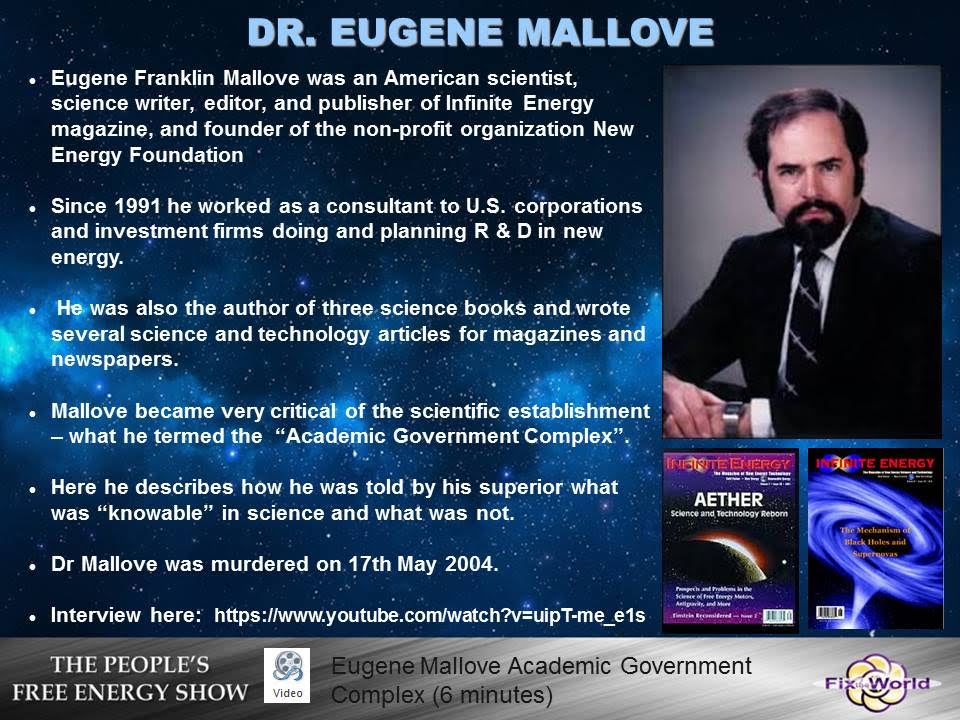 DR. EUGENE MALLOVE
Eugene Franklin Mallove was an American scientist,
science writer, editor, and publisher of Infinite Energy
magazine, and founder of the non-profit organization New
Energy Foundation
Since 1991 he worked as a consultant to U.S. corporations
and investment firms doing and planning R & D in new
energy.
He was also the author of three science books and wrote
several science and technology articles for magazines and
newspapers.
Mallove became very critical of the scientific establishment
– what he termed the “Academic Government Complex”.
Here he describes how he was told by his superior what
was “knowable” in science and what was not.
Dr Mallove was murdered on 17th May 2004.
Interview here: https://www.youtube.com/watch?v=uipT-me_e1s
INFINITE ENERGY
The Magazine of New Energy Technology
AETHER
Science and Technology Reborn
Prospects and Problems in the
Science of Free Energy Motors,
Antigravity, and More
Einstein Reconsidered
INFINITE ENERGY
The Mechanism of
Black Holes and
Supernovas
THE PEOPLE'S
FREE ENERGY SHOW
Video
Eugene Mallove Academic Government
Complex (6 minutes)
Fix the World